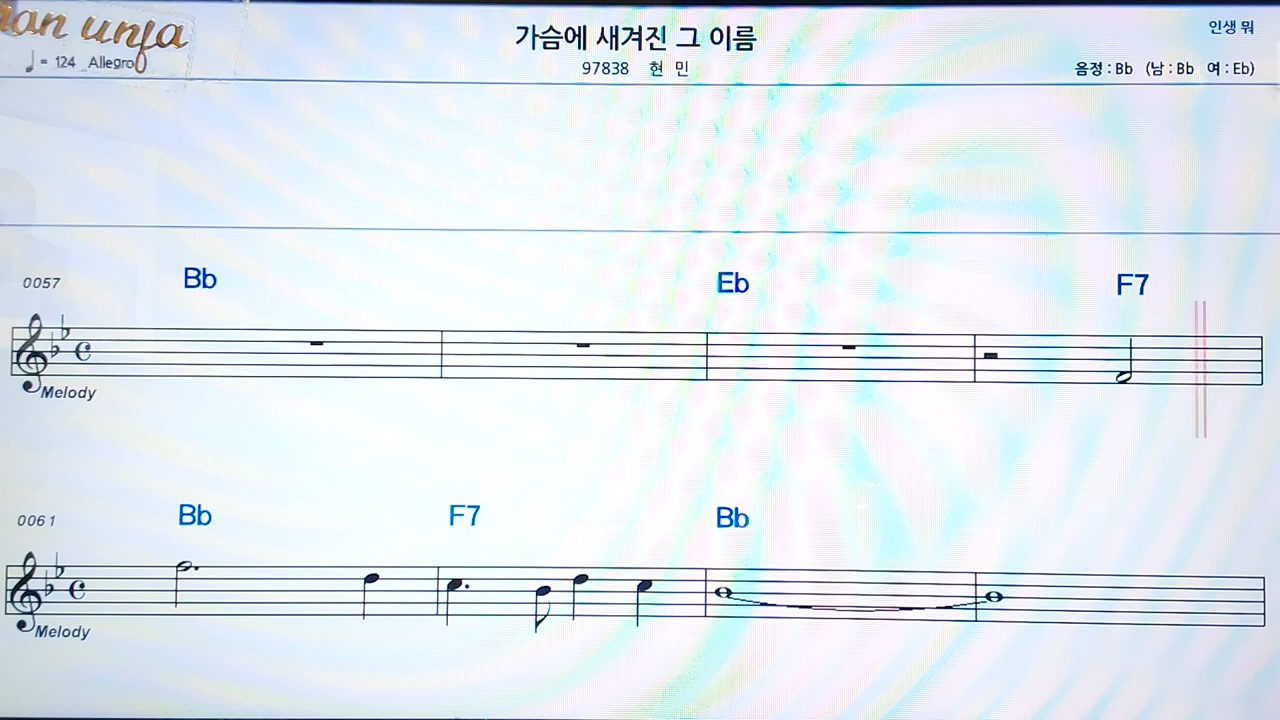 unja
♩ = 124 Allegro
가슴에 새겨진 그 이름
97838 현 민
인생 뭐
음정 : Bb (남 : Bb 여 : Eb)
0057 Bb Eb F7
Melody
0061 Bb F7 Bb
Melody